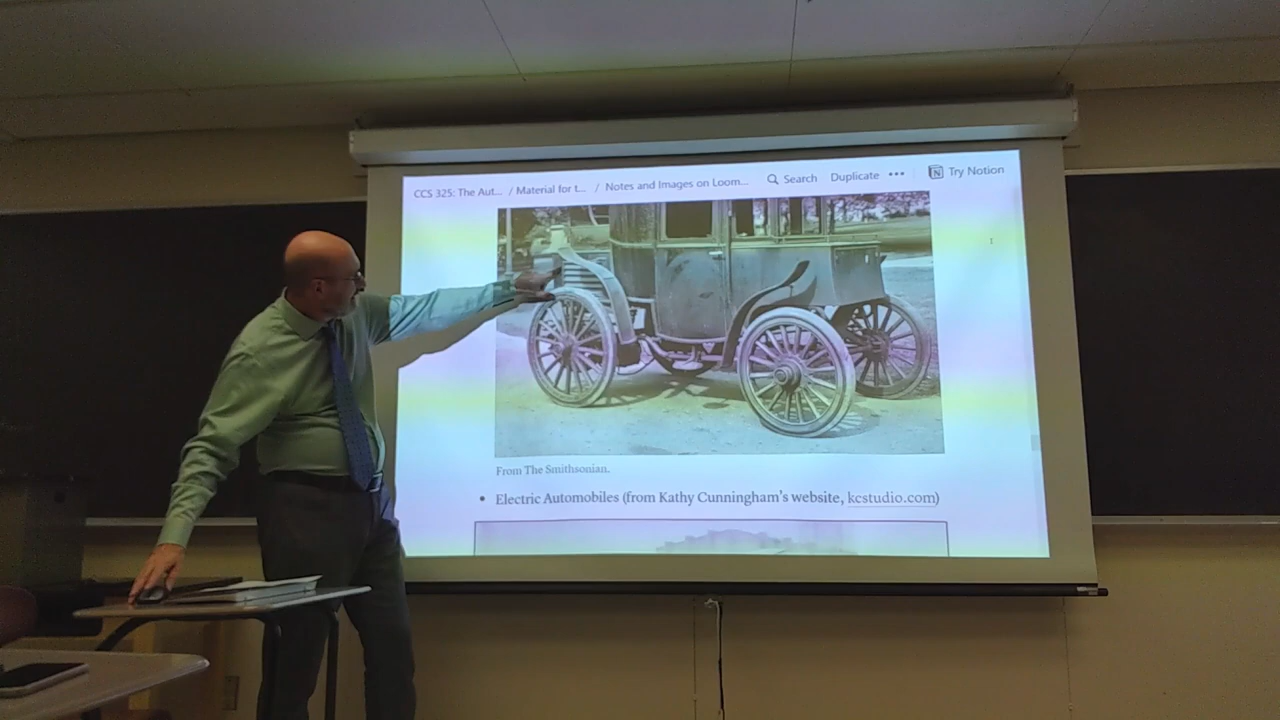 CCS 325: The Aut... / Material for t... / Notes and Images on Loom... Search Duplicate ••• N Try Notion
From The Smithsonian.
• Electric Automobiles (from Kathy Cunningham's website, kcstudio.com)